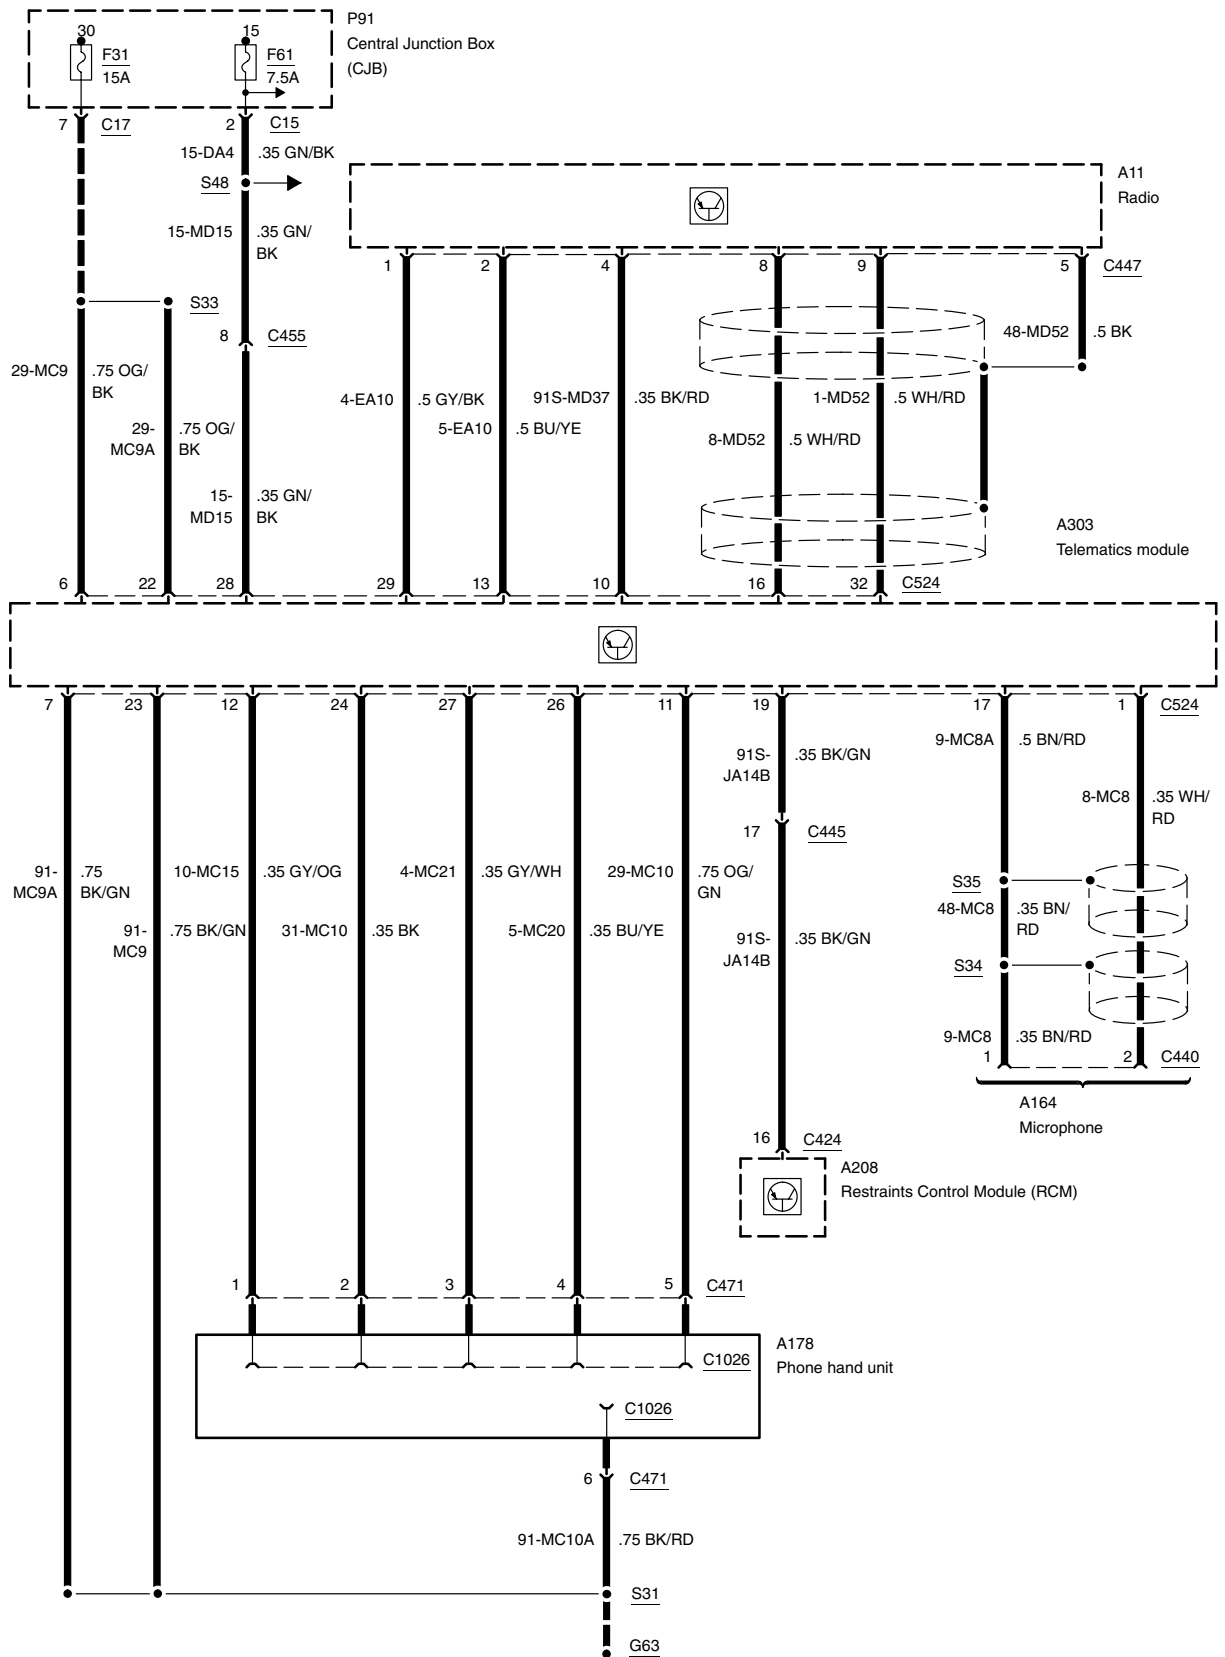 P91
Central Junction Box
(CJB)
30
F31
15A
15
F61
7.5A
7
C17
2
C15
15-DA4
.35 GN/BK
S48
15-MD15
.35 GN/
BK
A11
Radio
1
2
4
8
9
5
C447
S33
8
C455
48-MD52
.5 BK
29-MC9
.75 OG/
BK
29-
MC9A
.75 OG/
BK
4-EA10
.5 GY/BK
5-EA10
.5 BU/YE
91S-MD37
.35 BK/RD
1-MD52
.5 WH/RD
8-MD52
.5 WH/RD
15-
MD15
.35 GN/
BK
A303
Telematics module
6
22
28
29
13
10
16
32
C524
7
23
12
24
27
26
11
19
17
1
C524
9-MC8A
.5 BN/RD
91S-
JA14B
.35 BK/GN
8-MC8
.35 WH/
RD
17
C445
91-
MC9A
.75
BK/GN
10-MC15
.35 GY/OG
4-MC21
.35 GY/WH
29-MC10
.75 OG/
GN
S35
48-MC8
.35 BN/
RD
91-
MC9
.75 BK/GN
31-MC10
.35 BK
5-MC20
.35 BU/YE
91S-
JA14B
.35 BK/GN
S34
9-MC8
.35 BN/RD
1
2
C440
A164
Microphone
16
C424
A208
Restraints Control Module (RCM)
1
2
3
4
5
C471
A178
Phone hand unit
C1026
C1026
6
C471
91-MC10A
.75 BK/RD
S31
G63